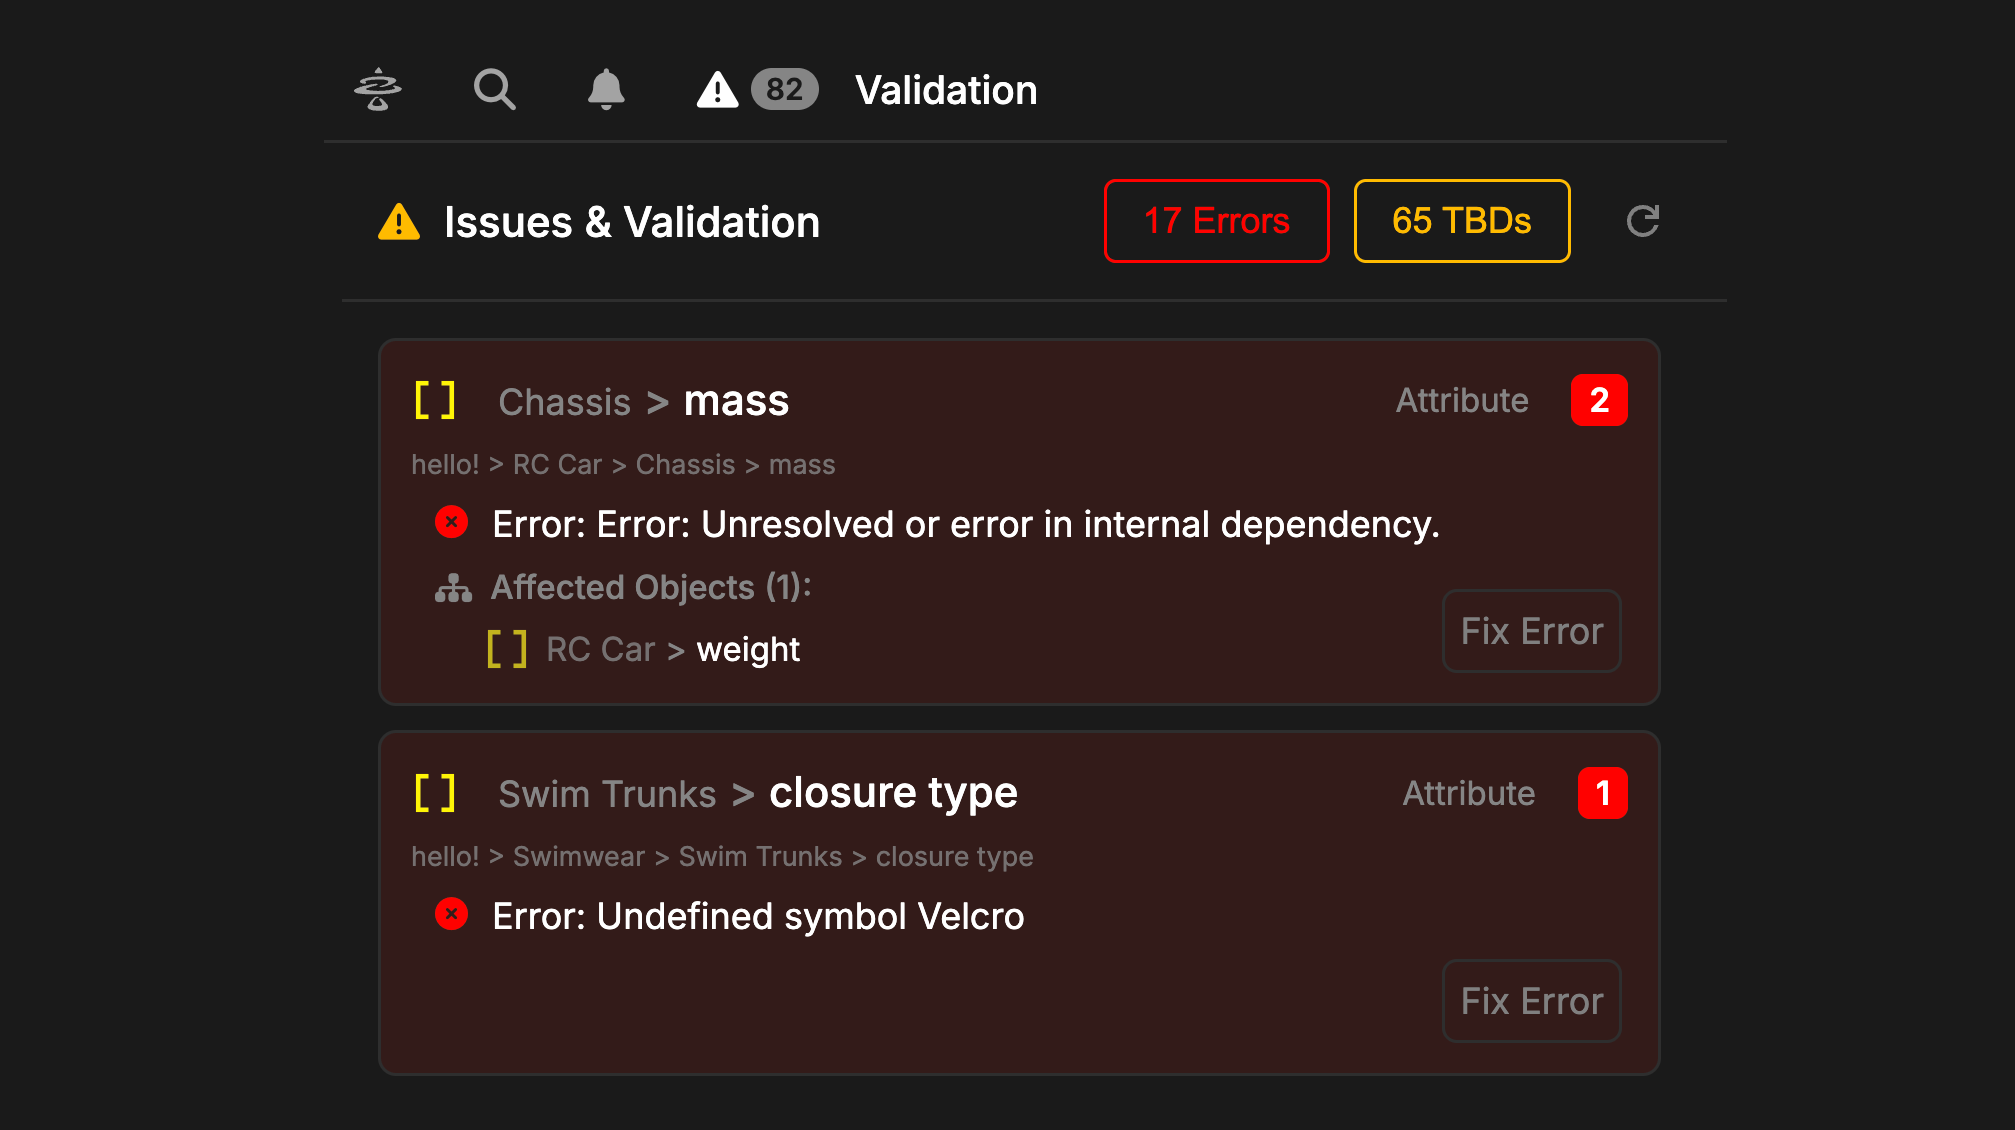 82 Validation
Issues & Validation 17 Errors 65 TBDs
[ ] Chassis > mass Attribute 2
hello! > RC Car > Chassis > mass
Error: Error: Unresolved or error in internal dependency.
Affected Objects (1):
[ ] RC Car > weight
Fix Error
[ ] Swim Trunks > closure type Attribute 1
hello! > Swimwear > Swim Trunks > closure type
Error: Undefined symbol Velcro
Fix Error